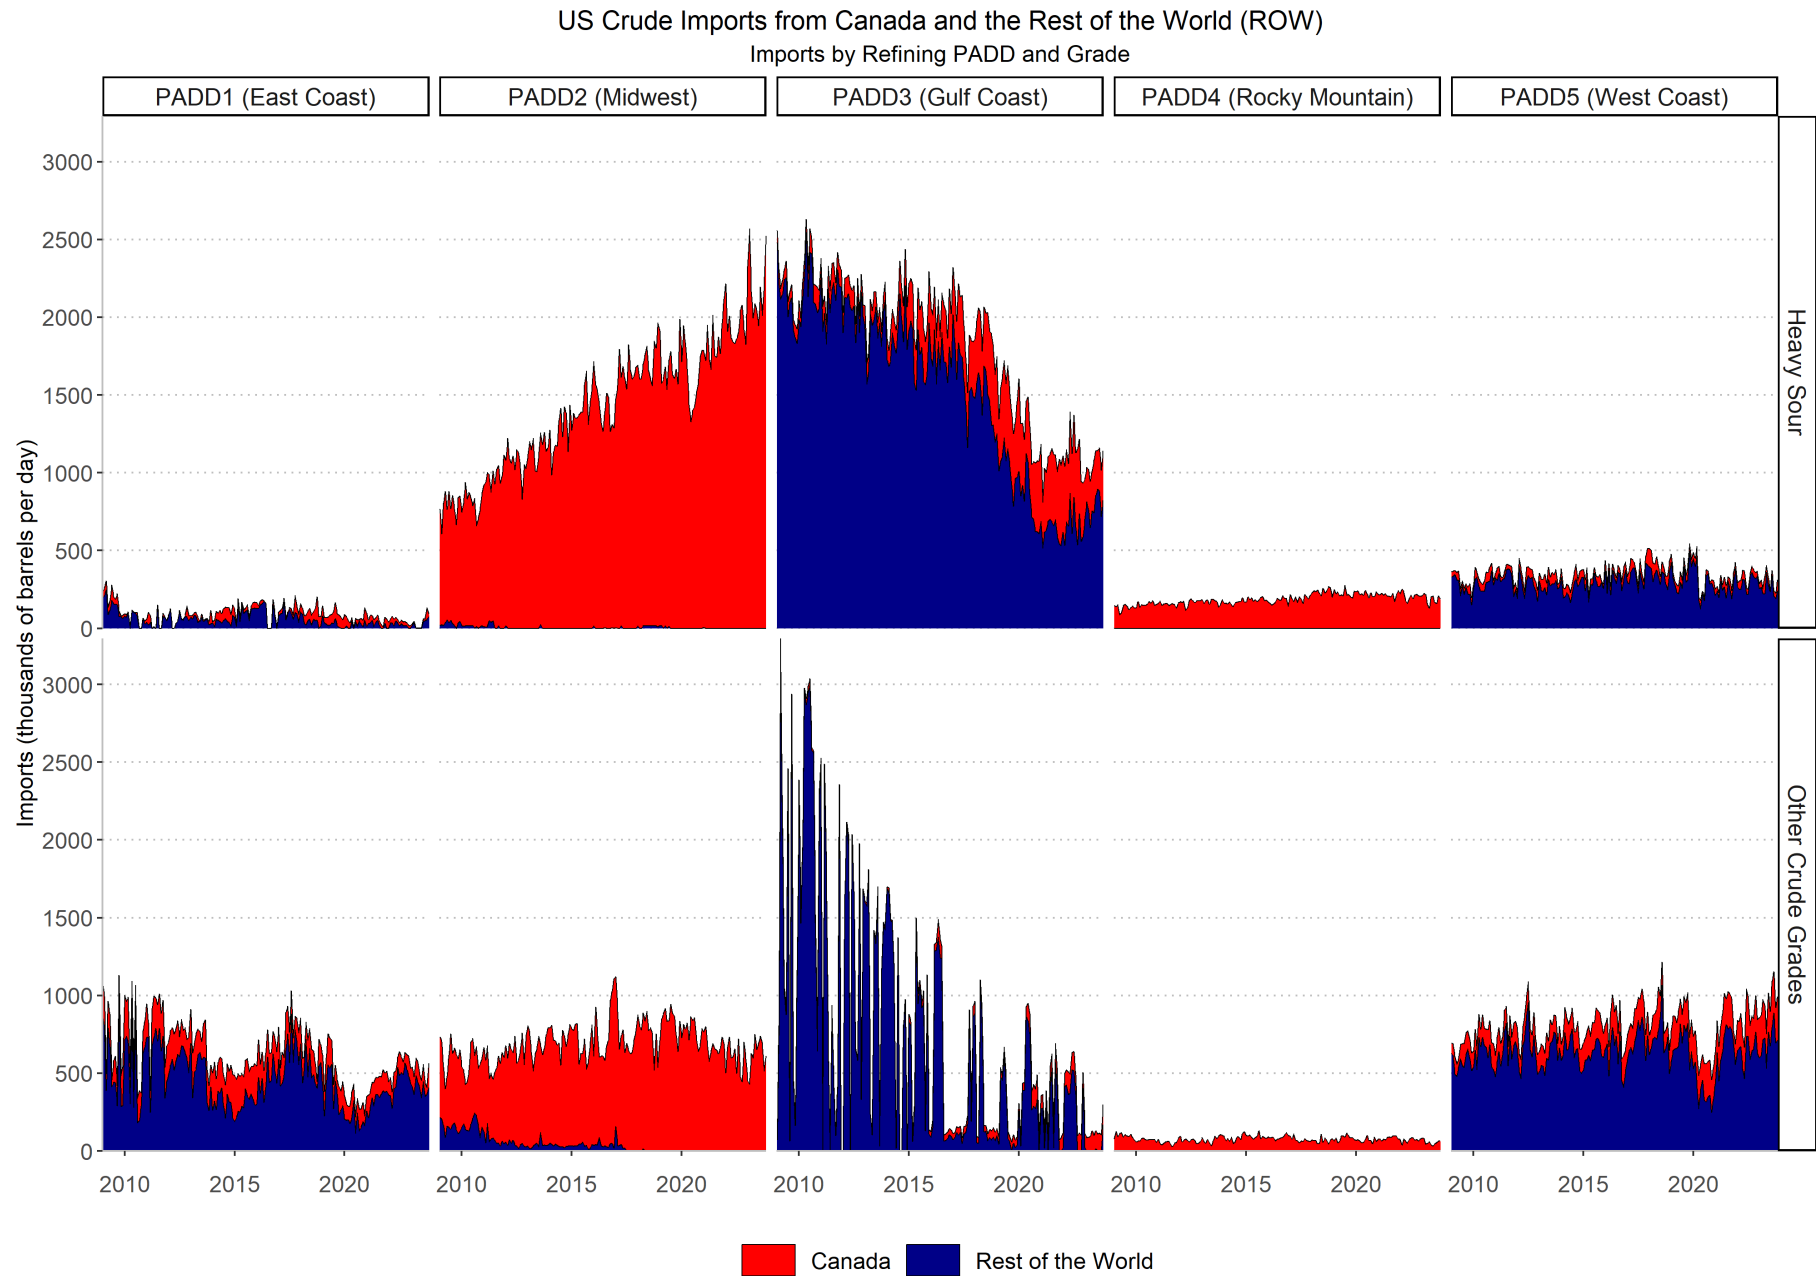 US Crude Imports from Canada and the Rest of the World (ROW)
Imports by Refining PADD and Grade
PADD1 (East Coast)
PADD2 (Midwest)
PADD3 (Gulf Coast)
PADD4 (Rocky Mountain)
PADD5 (West Coast)
Imports (thousands of barrels per day)
3000
2500
2000
1500
1000
500
0
Heavy Sour
3000
2500
2000
1500
1000
500
0
Other Crude Grades
2010 2015 2020
2010 2015 2020
2010 2015 2020
2010 2015 2020
2010 2015 2020
Canada
Rest of the World